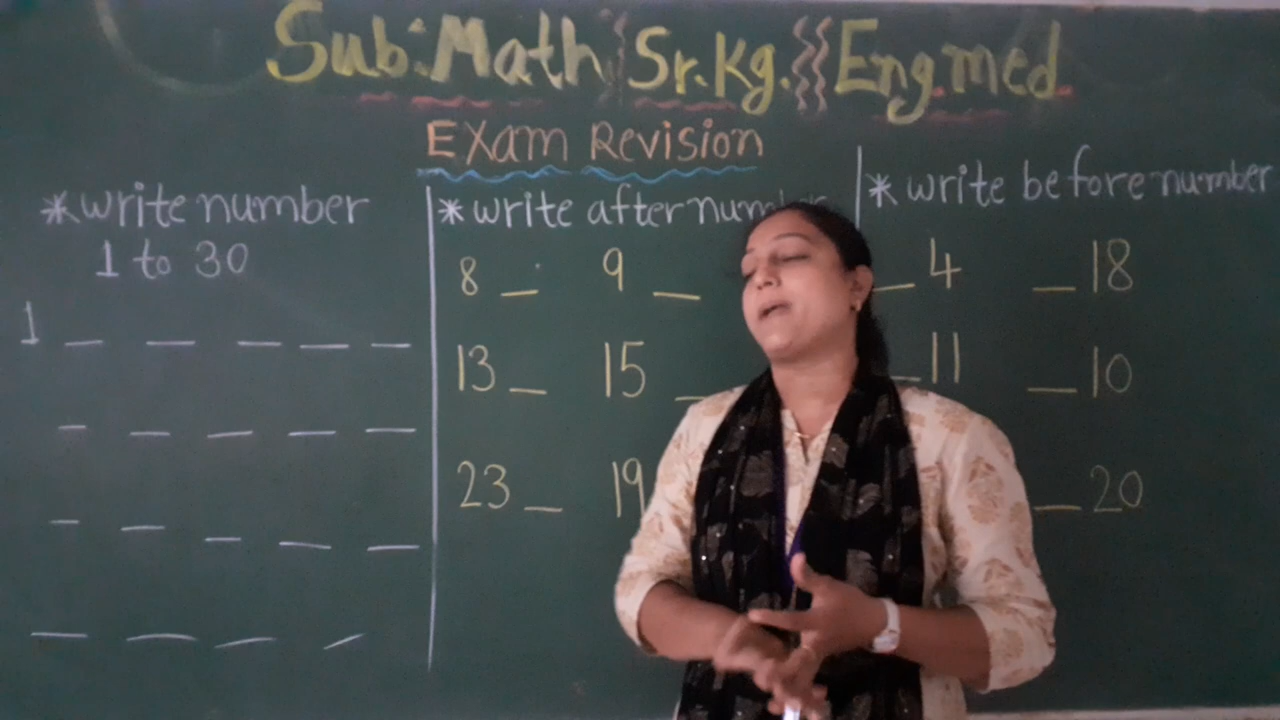 Sub:Math Sr.Kg. Eng.med
Exam Revision
*write number
1 to 30
1 _ _ _ _ _
_ _ _ _ _
_ _ _ _ _
_ _ _ _
*write after number
8 _ 9 _
13 _ 15 _
23 _ 19
*write before number
_ 4 _ 18
_ 11 _ 10
_ 20